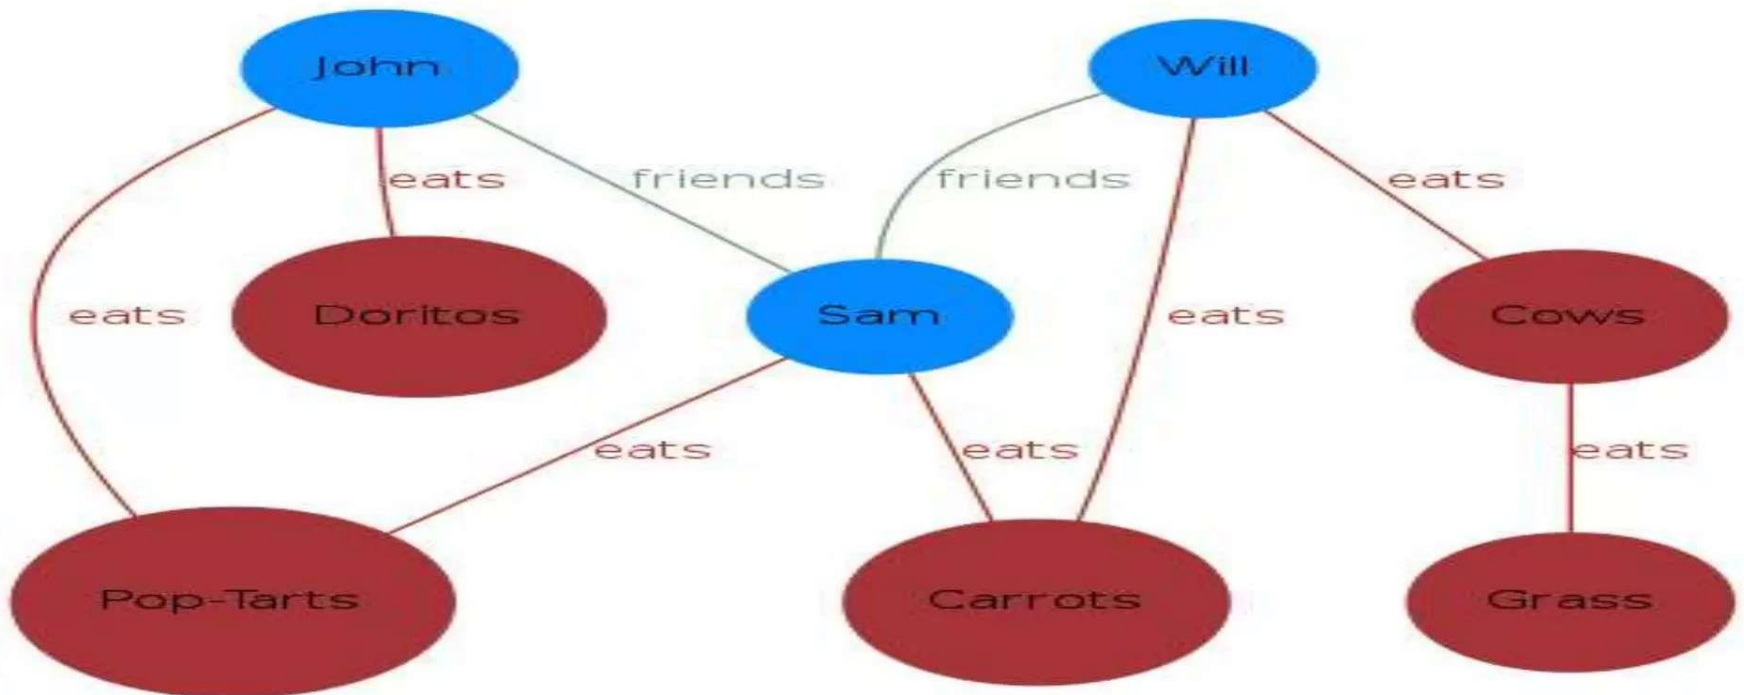 John
Will
eats
friends
friends
eats
eats
Doritos
Sam
eats
Cows
eats
eats
eats
Pop-Tarts
Carrots
Grass